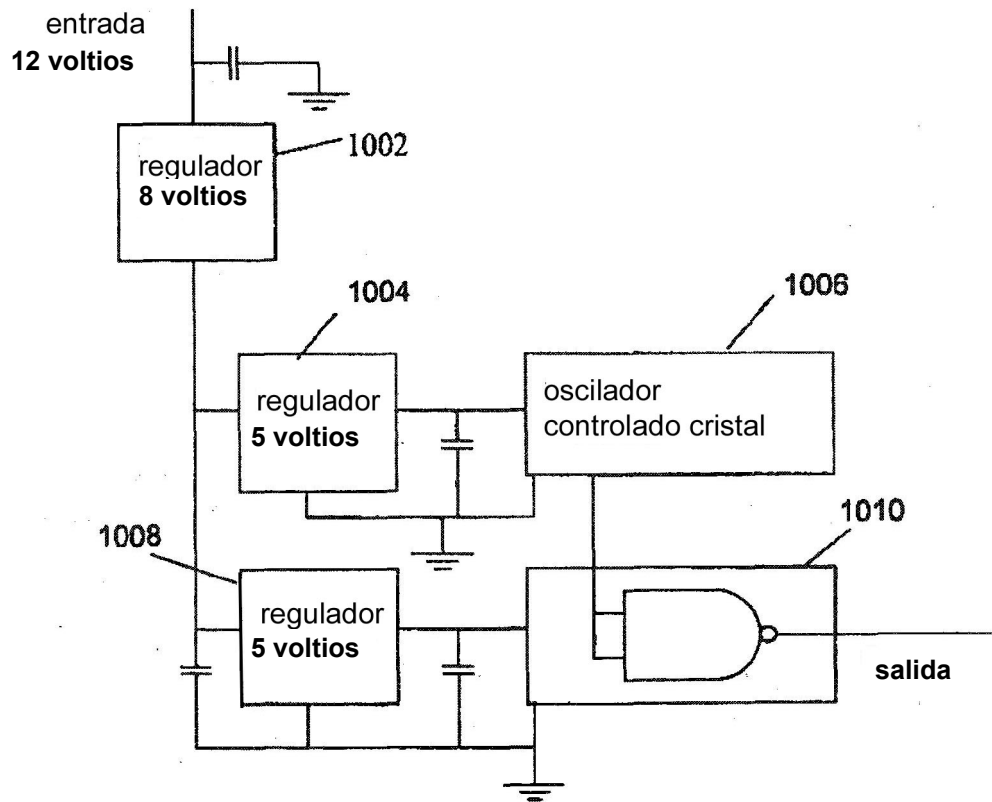 entrada
12 voltios
1002
regulador
8 voltios
1004
1006
regulador
5 voltios
oscilador
controlado cristal
1008
1010
regulador
5 voltios
salida